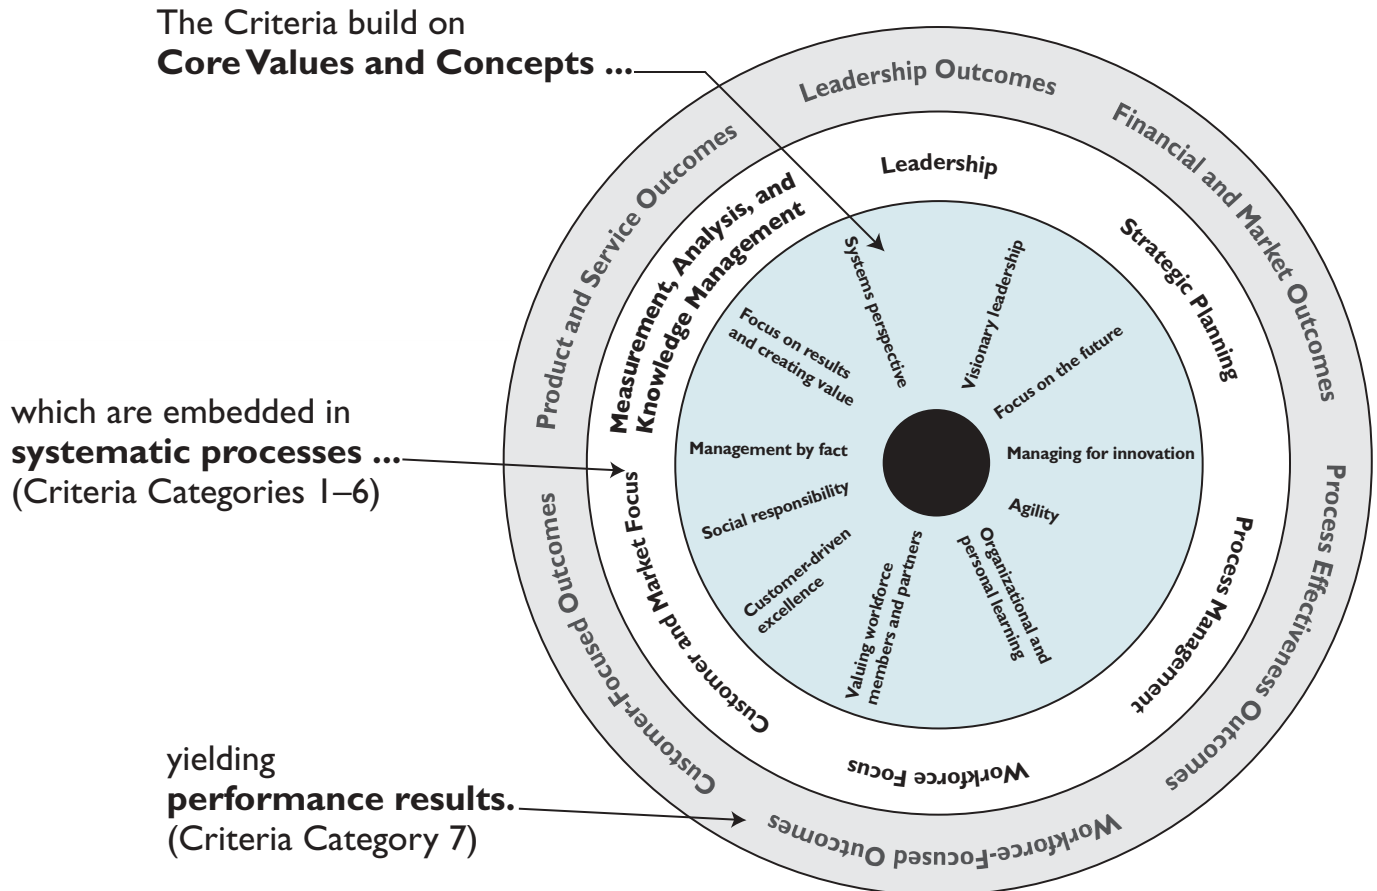 The Criteria build on
Core Values and Concepts ...
which are embedded in
systematic processes ...
(Criteria Categories 1–6)
yielding
performance results.
(Criteria Category 7)
Leadership Outcomes
Financial and Market Outcomes
Process Effectiveness Outcomes
Workforce-Focused Outcomes
Customer-Focused Outcomes
Product and Service Outcomes
Leadership
Strategic Planning
Process Management
Workforce Focus
Customer and Market Focus
Measurement, Analysis, and
Knowledge Management
Systems perspective
Visionary leadership
Focus on the future
Managing for innovation
Agility
Organizational and
personal learning
Valuing workforce
members and partners
Customer-driven
excellence
Social responsibility
Management by fact
Focus on results
and creating value